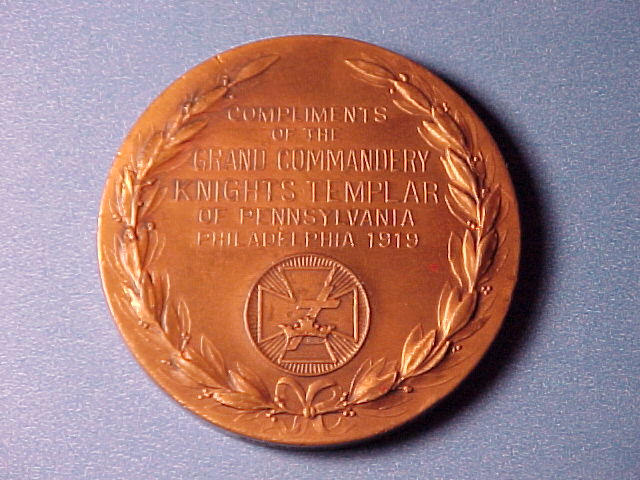 COMPLIMENTS
OF THE
GRAND COMMANDERY
KNIGHTS TEMPLAR
OF PENNSYLVANIA
PHILADELPHIA 1919